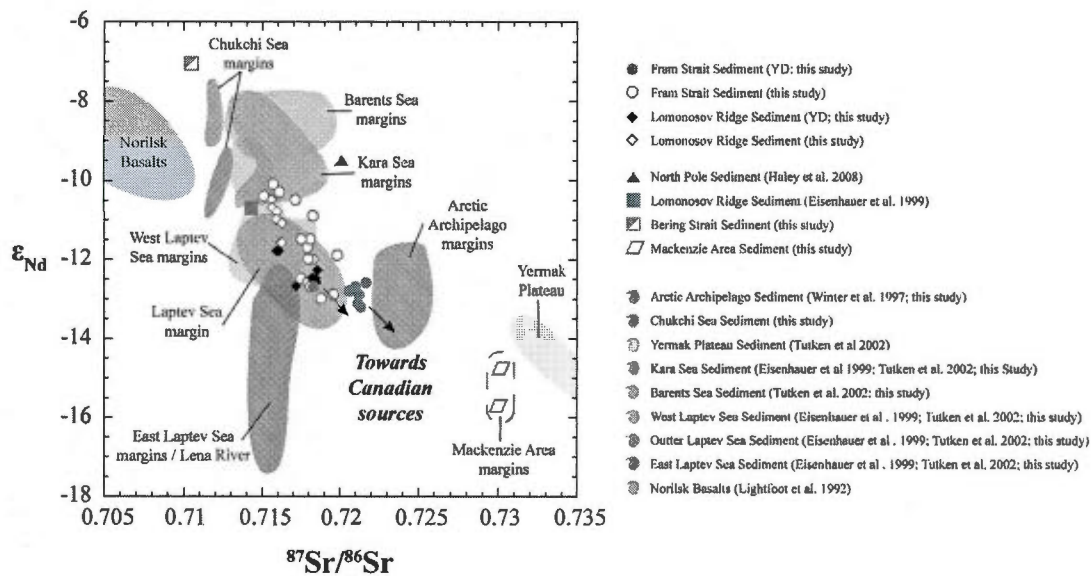 -6
-8
-10
-12
-14
-16
-18
εNd
0.705
0.71
0.715
0.72
0.725
0.73
0.735
87Sr/86Sr
Chukchi Sea
margins
Norilsk
Basalts
Barents Sea
margins
Kara Sea
margins
Arctic
Archipelago
margins
West Laptev
Sea margins
Laptev Sea
margin
Yermak
Plateau
Towards
Canadian
sources
East Laptev Sea
margins / Lena River
Mackenzie Area
margins
Fram Strait Sediment (YD: this study)
Fram Strait Sediment (this study)
Lomonosov Ridge Sediment (YD; this study)
Lomonosov Ridge Sediment (this study)
North Pole Sediment (Haley et al. 2008)
Lomonosov Ridge Sediment (Eisenhauer et al. 1999)
Bering Strait Sediment (this study)
Mackenzie Area Sediment (this study)
Arctic Archipelago Sediment (Winter et al. 1997; this study)
Chukchi Sea Sediment (this study)
Yermak Plateau Sediment (Tutken et al 2002)
Kara Sea Sediment (Eisenhauer et al 1999; Tutken et al. 2002; this Study)
Barents Sea Sediment (Tutken et al. 2002: this study)
West Laptev Sea Sediment (Eisenhauer et al. 1999; Tutken et al. 2002; this study)
Outter Laptev Sea Sediment (Eisenhauer et al. 1999; Tutken et al. 2002; this study)
East Laptev Sea Sediment (Eisenhauer et al. 1999; Tutken et al. 2002; this study)
Norilsk Basalts (Lightfoot et al. 1992)